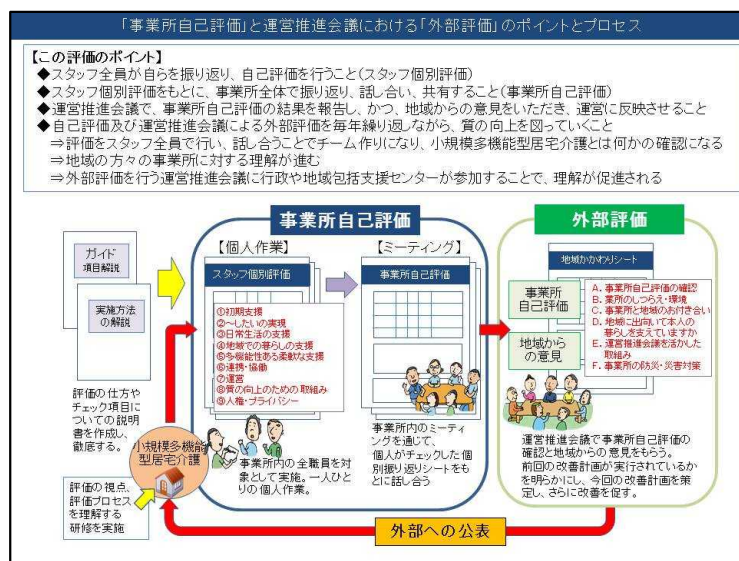 「事業所自己評価」と運営推進会議における「外部評価」のポイントとプロセス
【この評価のポイント】
◆スタッフ全員が自らを振り返り、自己評価を行うこと(スタッフ個別評価)
◆スタッフ個別評価をもとに、事業所全体で振り返り、話し合い、共有すること(事業所自己評価)
◆運営推進会議で、事業所自己評価の結果を報告し、かつ、地域からの意見をいただき、運営に反映させること
◆自己評価及び運営推進会議による外部評価を毎年繰り返しながら、質の向上を図っていくこと
⇒評価をスタッフ全員で行い、話し合うことでチーム作りになり、小規模多機能型居宅介護とは何かの確認になる
⇒地域の方々の事業所に対する理解が進む
⇒外部評価を行う運営推進会議に行政や地域包括支援センターが参加することで、理解が促進される
ガイド
項目解説
実施方法
の解説
評価の仕方や
チェック項目に
ついての説明
書を作成し、
徹底する。
小規模多機能
型居宅介護
評価の視点、
評価プロセス
を理解する
研修を実施
事業所自己評価
【個人作業】
スタッフ個別評価
①初期支援
②~したいの実現
③日常生活の支援
④地域での暮らしの支援
⑤多機能性ある柔軟な支援
⑥連携・協働
⑦運営
⑧質の向上のための取組み
⑨人権・プライバシー
事業所内の全職員を対
象として実施。一人ひと
りの個人作業。
【ミーティング】
事業所自己評価
事業所内のミーティ
ングを通じて、
個人がチェックした個
別振り返りシートをも
とに話し合う
外部評価
地域かかわりシート
事業所
自己評価
地域から
の意見
A. 事業所自己評価の確認
B. 業所のしつらえ・環境
C. 事業所と地域のお付き合い
D. 地域に出向いて本人の
暮らしを支えていますか
E. 運営推進会議を活かした
取組み
F. 事業所の防災・災害対策
運営推進会議で事業所自己評価の
確認と地域からの意見をもらう。
前回の改善計画が実行されているか
を明らかにし、今回の改善計画を策
定し、さらに改善を促す。
外部への公表